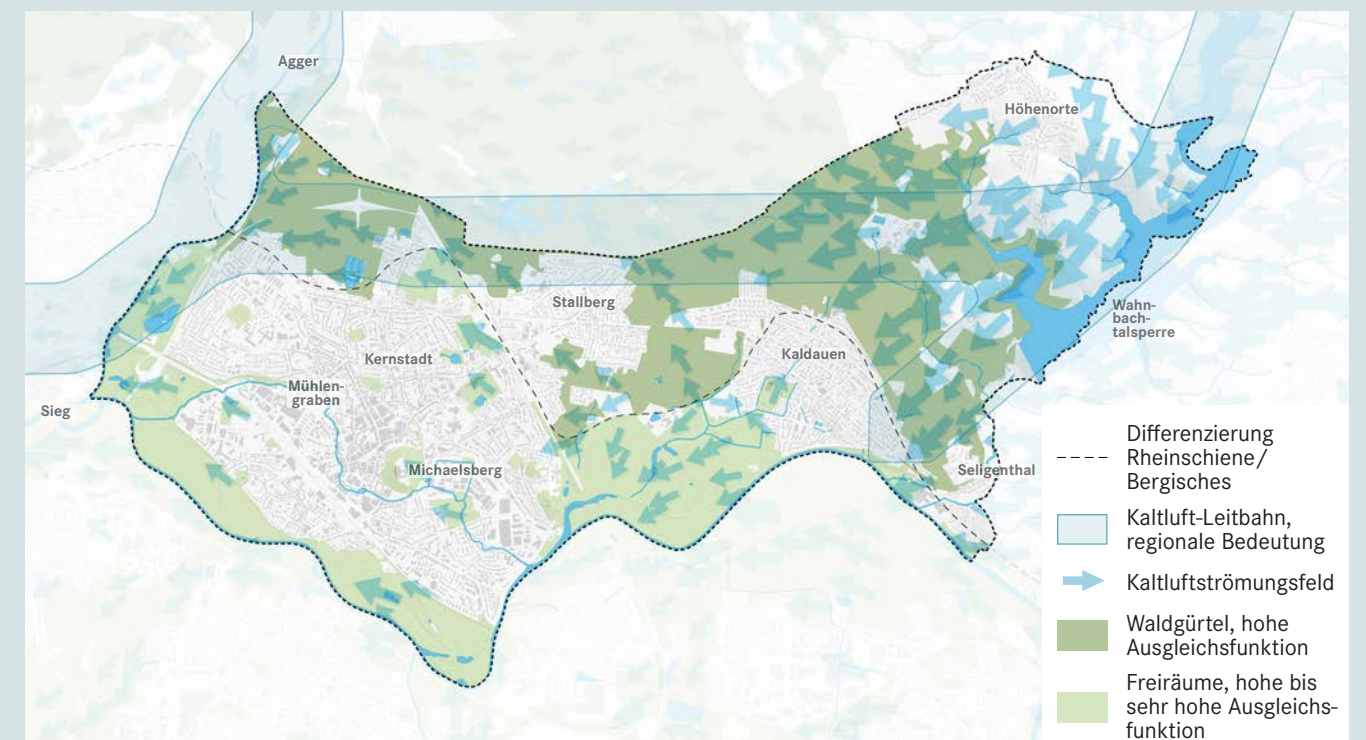 Agger
Höhenorte
Wahn-
bach-
talsperre
Stallberg
Kaldauen
Kernstadt
Mühlen-
graben
Sieg
Michaelsberg
Seligenthal
Differenzierung
Rheinschiene/
Bergisches
Kaltluft-Leitbahn,
regionale Bedeutung
Kaltluftströmungsfeld
Waldgürtel, hohe
Ausgleichsfunktion
Freiräume, hohe bis
sehr hohe Ausgleichs-
funktion